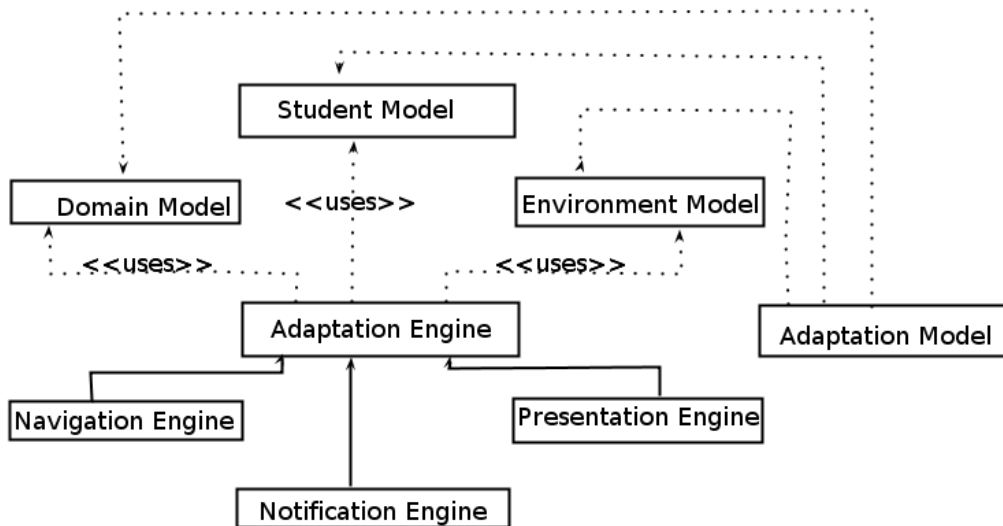 Student Model
Domain Model
<<uses>>
Environment Model
<<uses>>
<<uses>>
Adaptation Engine
Adaptation Model
Navigation Engine
Presentation Engine
Notification Engine